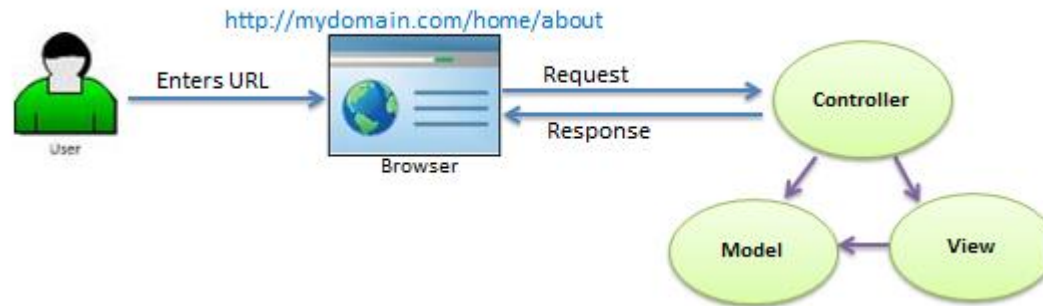 http://mydomain.com/home/about
Enters URL
Request
Controller
Response
User
Browser
Model
View